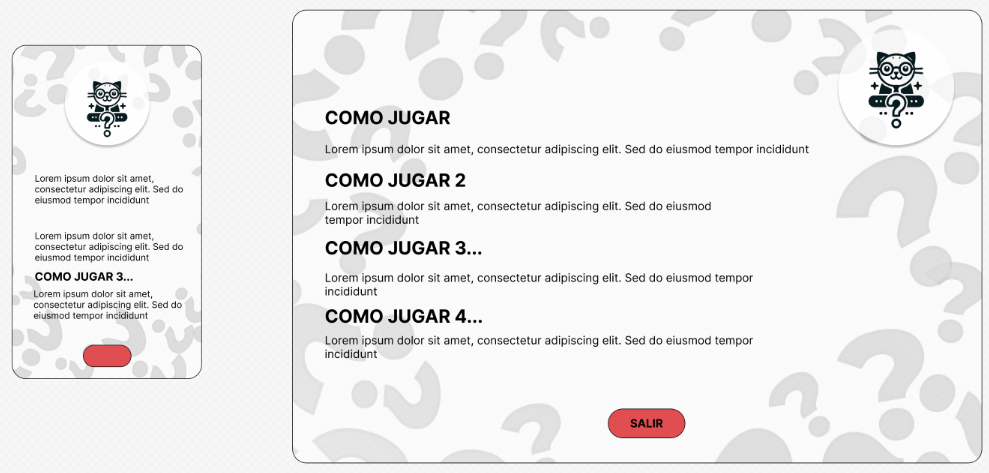 Lorem ipsum dolor sit amet,
consectetur adipiscing elit. Sed do
eiusmod tempor incididunt
Lorem ipsum dolor sit amet,
consectetur adipiscing elit. Sed do
eiusmod tempor incididunt
COMO JUGAR 3...
Lorem ipsum dolor sit amet,
consectetur adipiscing elit. Sed do
eiusmod tempor incididunt
COMO JUGAR
Lorem ipsum dolor sit amet, consectetur adipiscing elit. Sed do eiusmod tempor incididunt
COMO JUGAR 2
Lorem ipsum dolor sit amet, consectetur adipiscing elit. Sed do eiusmod
tempor incididunt
COMO JUGAR 3...
Lorem ipsum dolor sit amet, consectetur adipiscing elit. Sed do eiusmod tempor
incididunt
COMO JUGAR 4...
Lorem ipsum dolor sit amet, consectetur adipiscing elit. Sed do eiusmod tempor
incididunt
SALIR